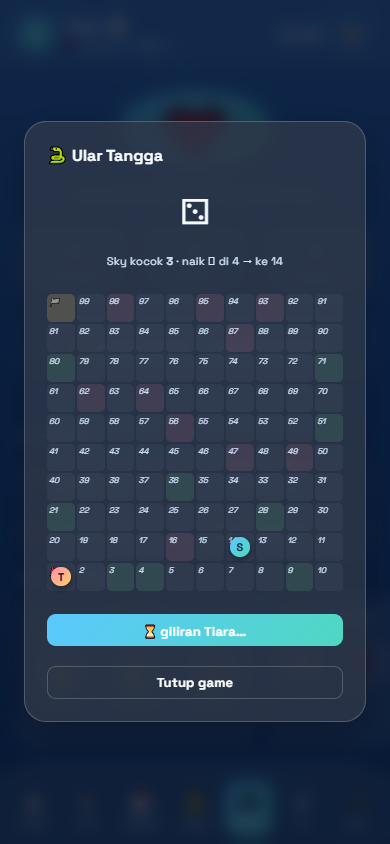 Ular Tangga
Sky kocok 3 · naik di 4 → ke 14
99 98 97 96 95 94 93 92 91
81 82 83 84 85 86 87 88 89 90
80 79 78 77 76 75 74 73 72 71
61 62 63 64 65 66 67 68 69 70
60 59 58 57 56 55 54 53 52 51
41 42 43 44 45 46 47 48 49 50
40 39 38 37 36 35 34 33 32 31
21 22 23 24 25 26 27 28 29 30
20 19 18 17 16 15 S 13 12 11
T 2 3 4 5 6 7 8 9 10
giliran Tiara...
Tutup game